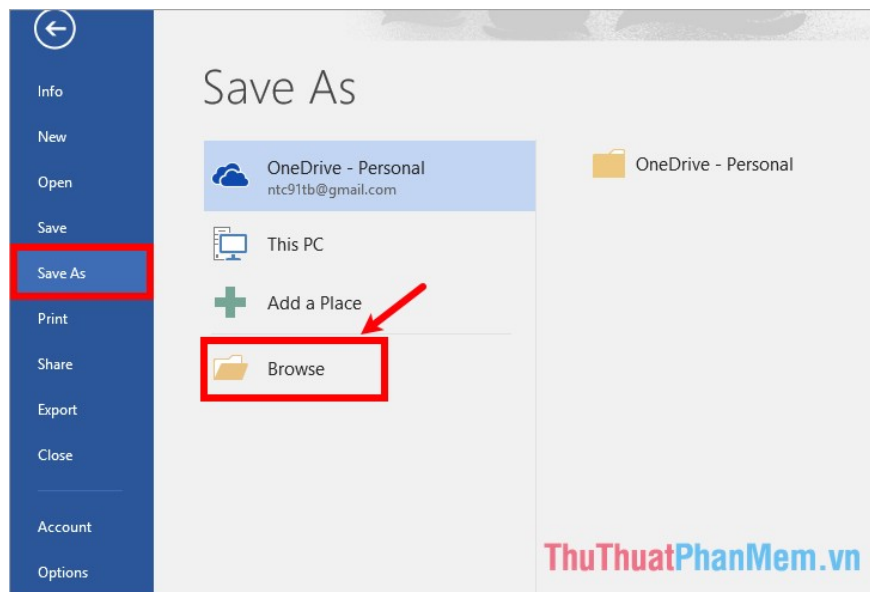 Info
New
Open
Save
Save As
Print
Share
Export
Close
Account
Options
Save As
OneDrive - Personal
ntc91tb@gmail.com
This PC
Add a Place
Browse
OneDrive - Personal
ThuThuatPhanMem.vn